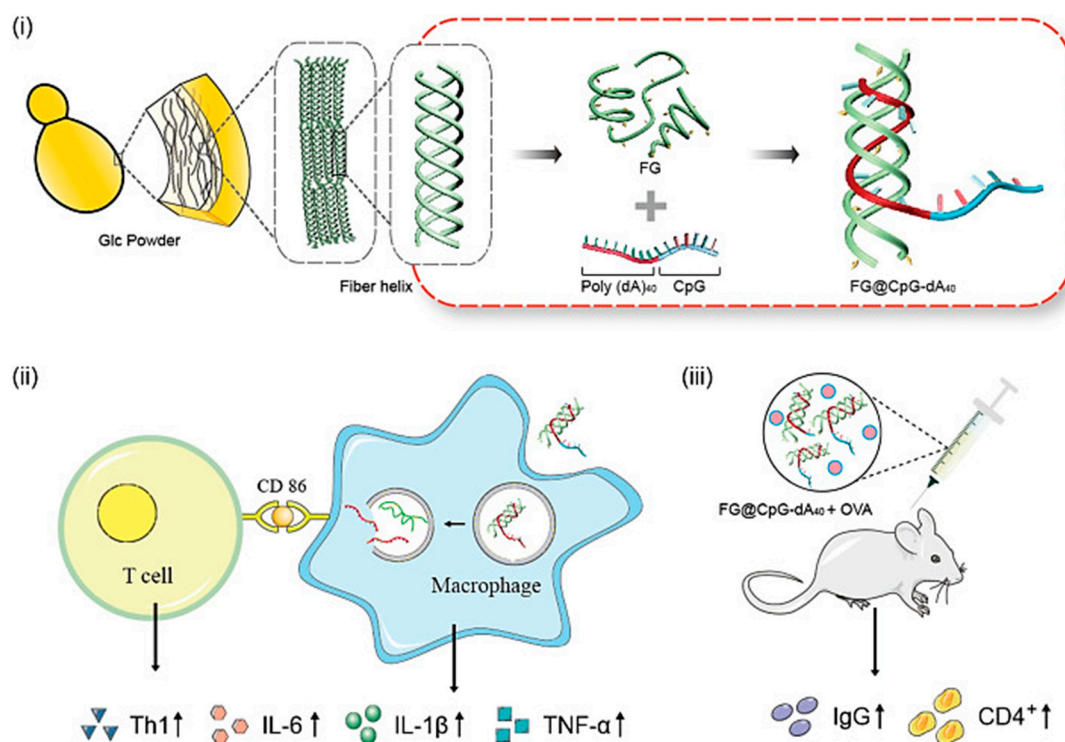 (i)
Glc Powder
Fiber helix
FG
Poly (dA)₄₀
CpG
FG@CpG-dA₄₀
(ii)
CD 86
T cell
Macrophage
Th1↑
IL-6↑
IL-1β↑
TNF-α↑
(iii)
FG@CpG-dA₄₀ + OVA
IgG↑
CD4⁺↑